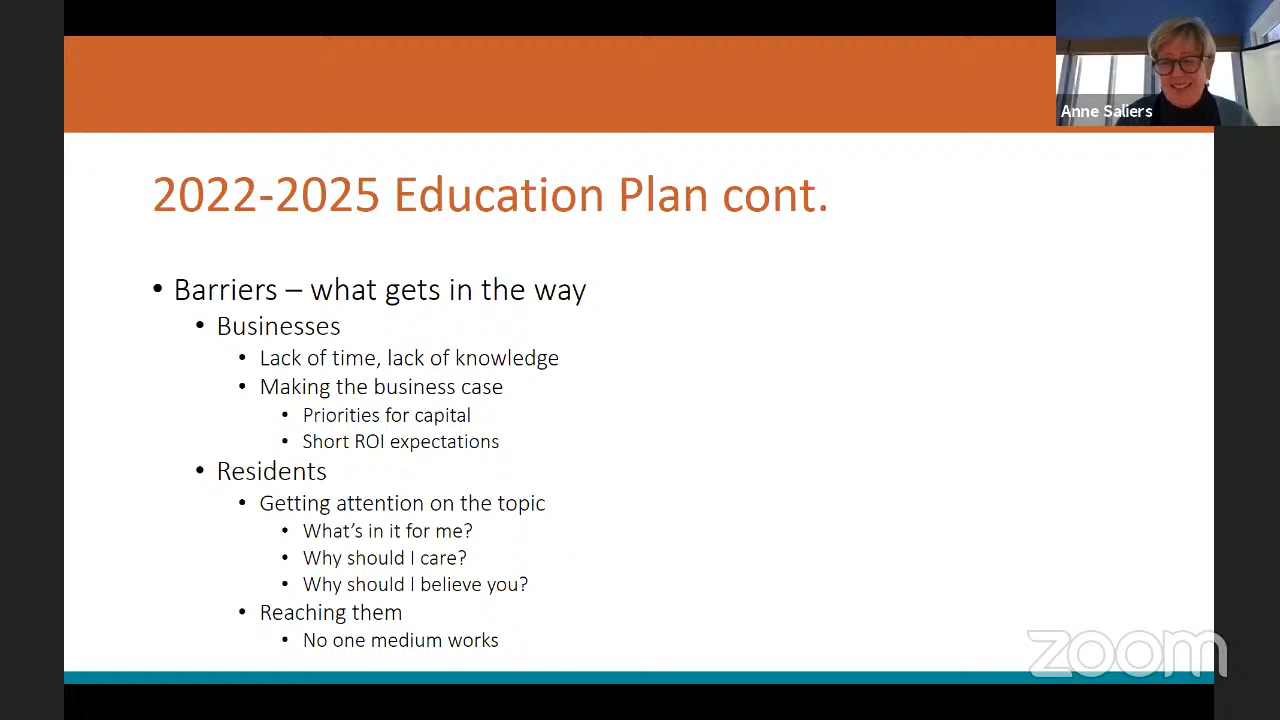 Anne Saliers
2022-2025 Education Plan cont.
• Barriers – what gets in the way
• Businesses
• Lack of time, lack of knowledge
• Making the business case
• Priorities for capital
• Short ROI expectations
• Residents
• Getting attention on the topic
• What's in it for me?
• Why should I care?
• Why should I believe you?
• Reaching them
• No one medium works
zoom